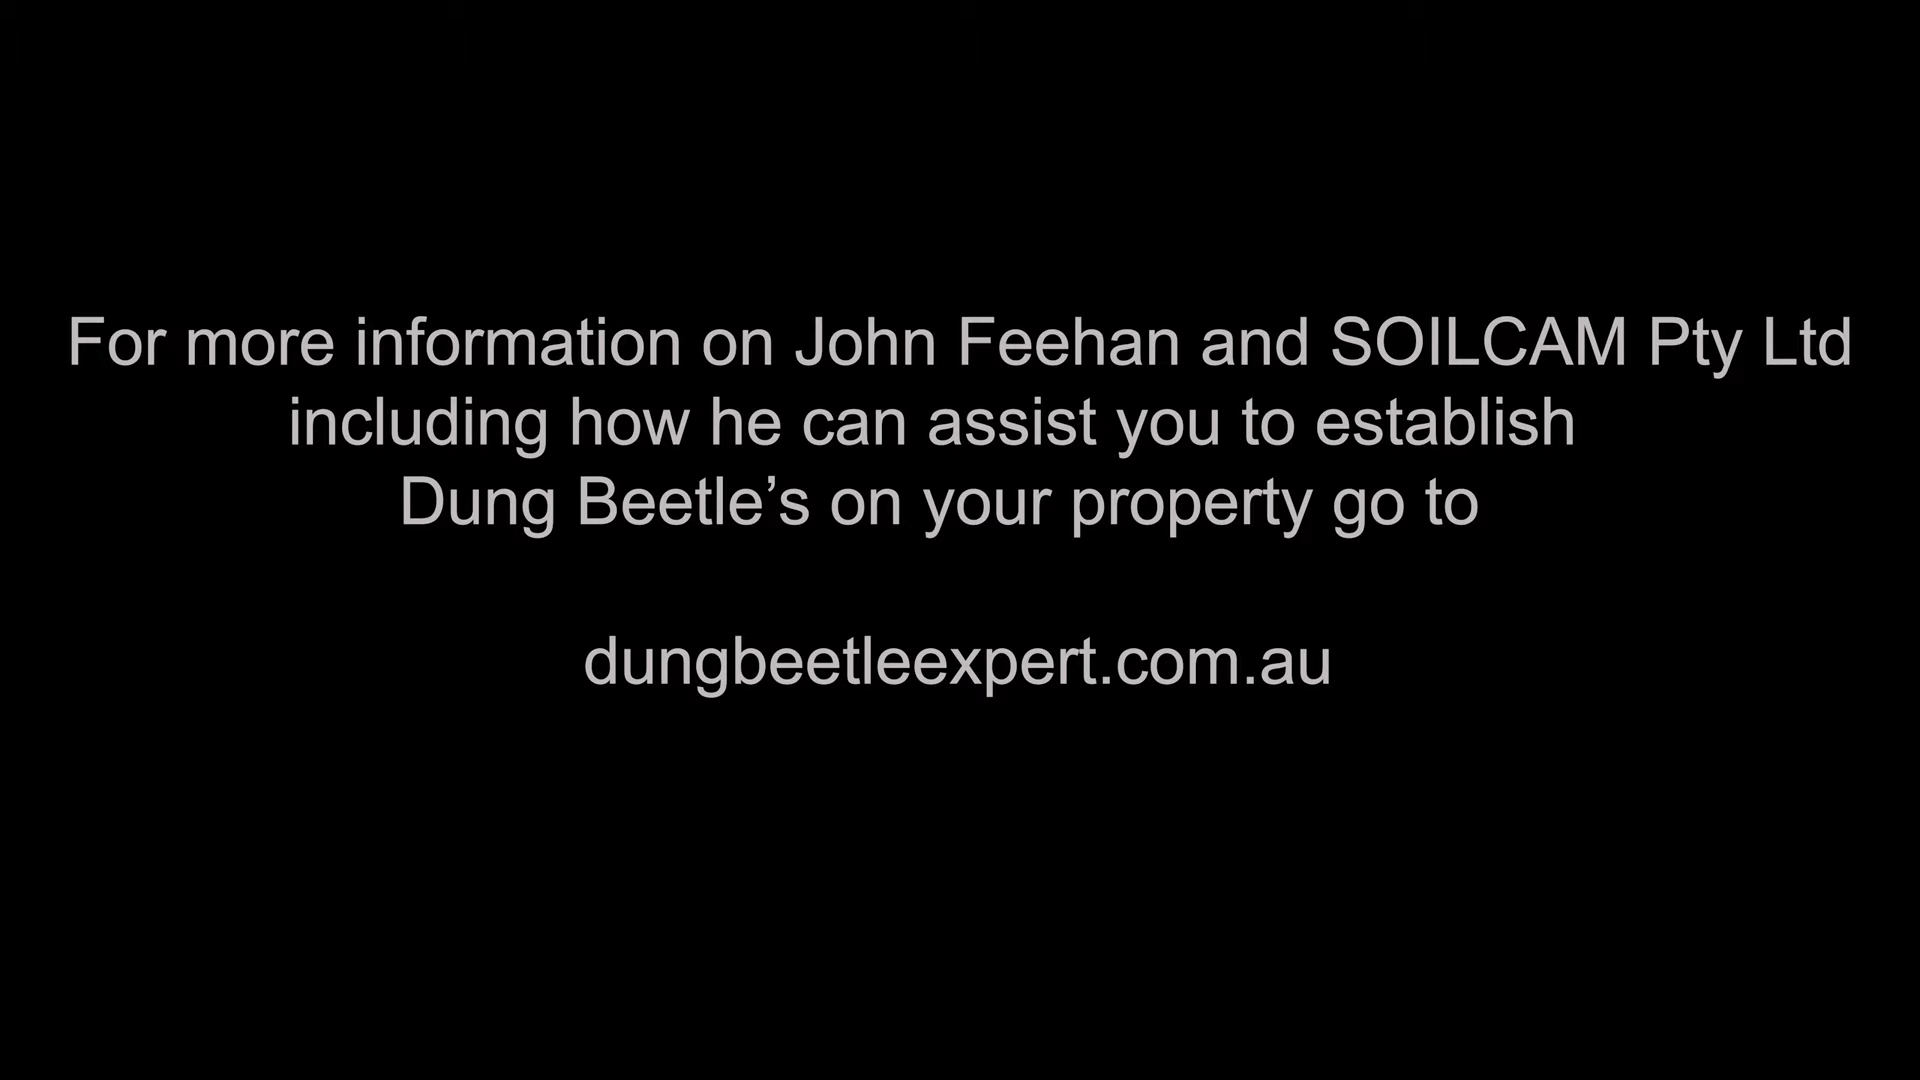 For more information on John Feehan and SOILCAM Pty Ltd
including how he can assist you to establish
Dung Beetle’s on your property go to
dungbeetleexpert.com.au